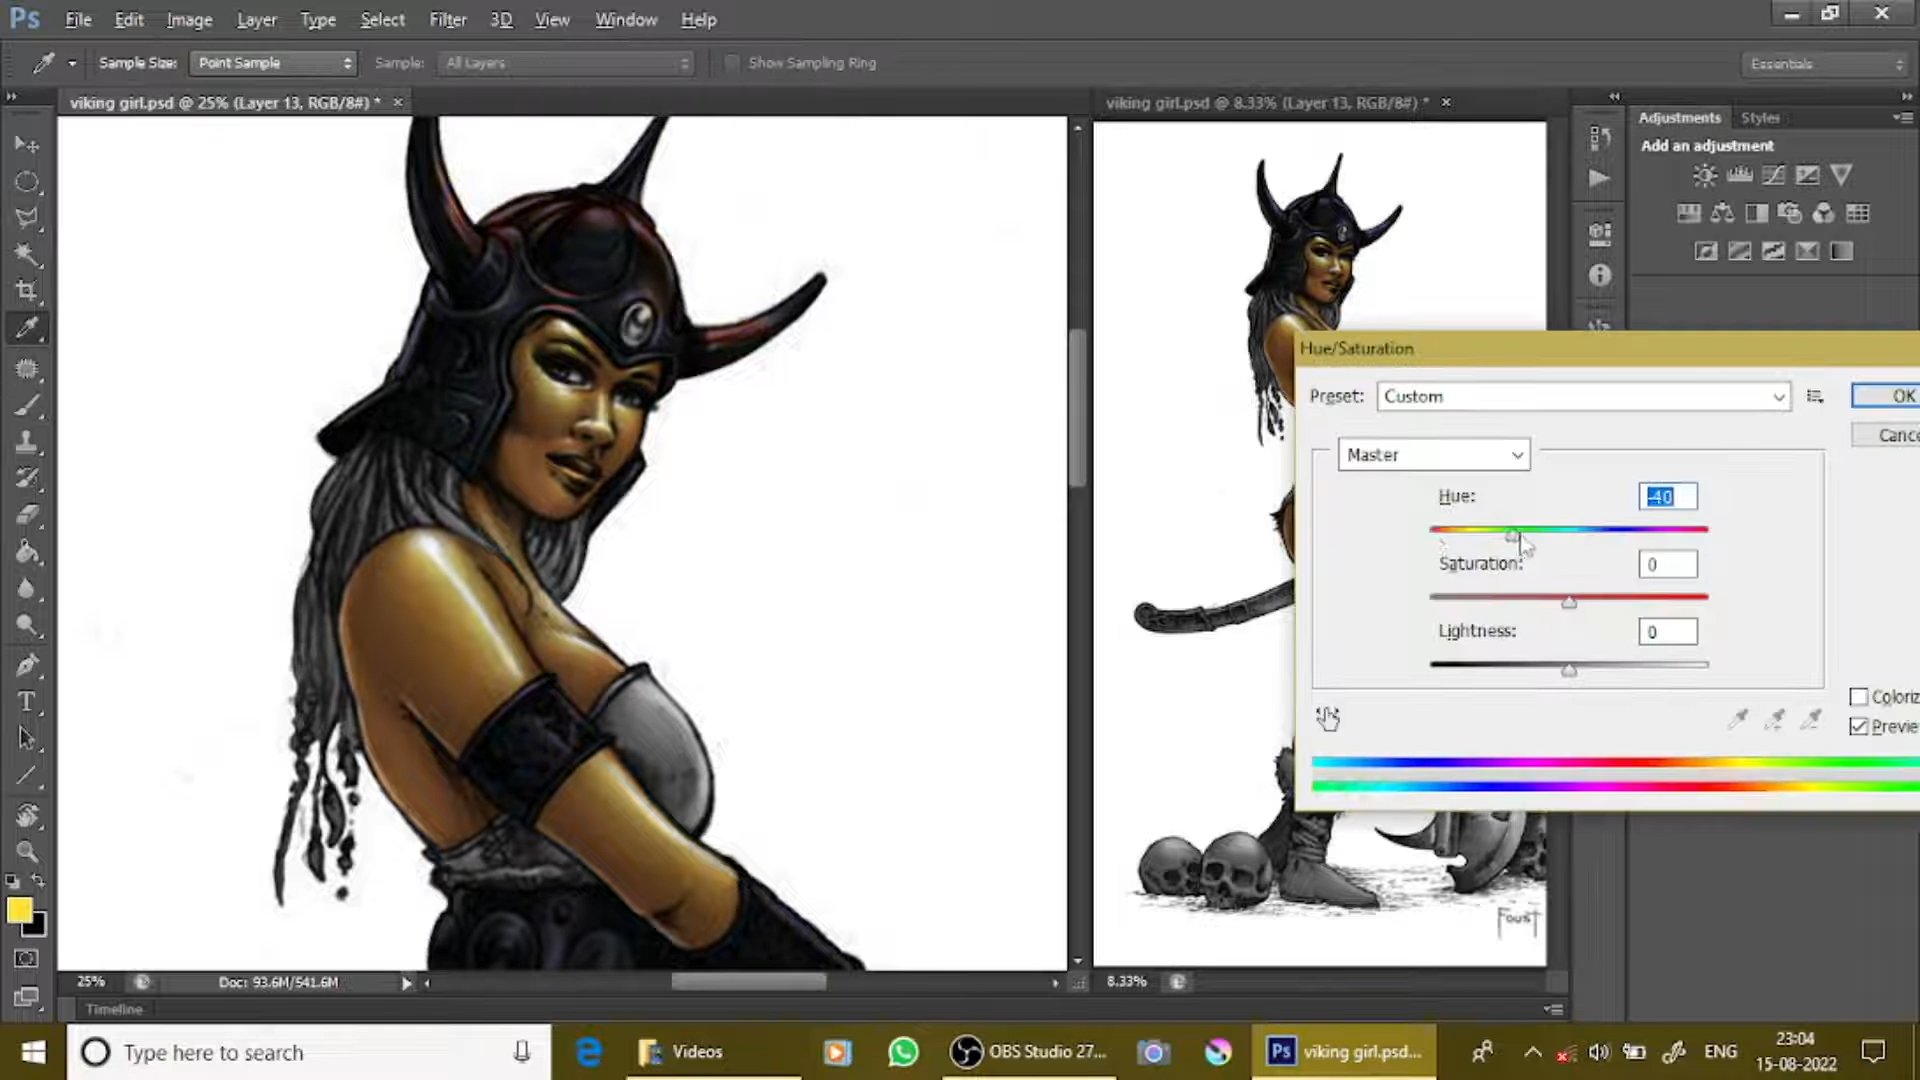 Ps File Edit Image Layer Type Select Filter 3D View Window Help
Sample Size: Point Sample Sample: All Layers Show Sampling Ring Essentials
viking girl.psd @ 25% (Layer 13, RGB/8#) * × viking girl.psd @ 8.33% (Layer 13, RGB/8#) * ×
Adjustments Styles
Add an adjustment
Hue/Saturation
Preset: Custom OK
Cance
Master
Hue: -40
Saturation: 0
Lightness: 0
Coloriz
Previe
Foust
25% Doc: 93.6M/541.6M 8.33%
Timeline
Type here to search Videos OBS Studio 27... Ps viking girl.psd... ENG 23:04
15-08-2022